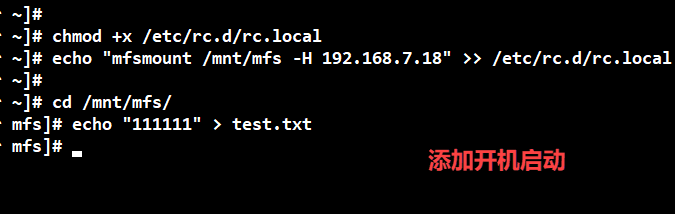 ~]#
~]# chmod +x /etc/rc.d/rc.local
~]# echo "mfsmount /mnt/mfs -H 192.168.7.18" >> /etc/rc.d/rc.local
~]#
~]# cd /mnt/mfs/
mfs]# echo "111111" > test.txt
mfs]#
添加开机启动